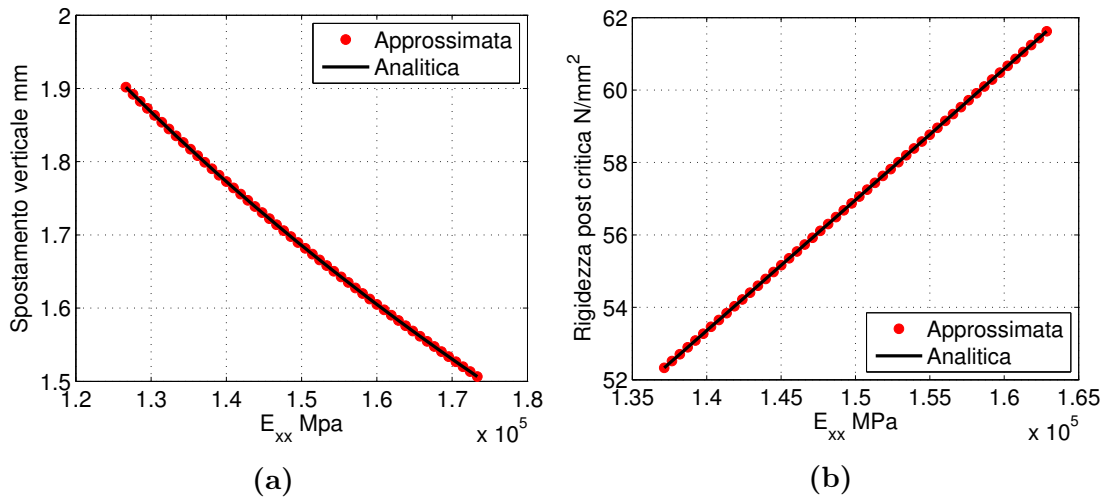 2
1.9
1.8
1.7
1.6
1.5
Spostamento verticale mm
1.2 1.3 1.4 1.5 1.6 1.7 1.8
x 10^5
E_xx Mpa
Approssimata
Analitica
(a)
62
60
58
56
54
52
Rigidezza post critica N/mm^2
1.35 1.4 1.45 1.5 1.55 1.6 1.65
x 10^5
E_xx MPa
Approssimata
Analitica
(b)